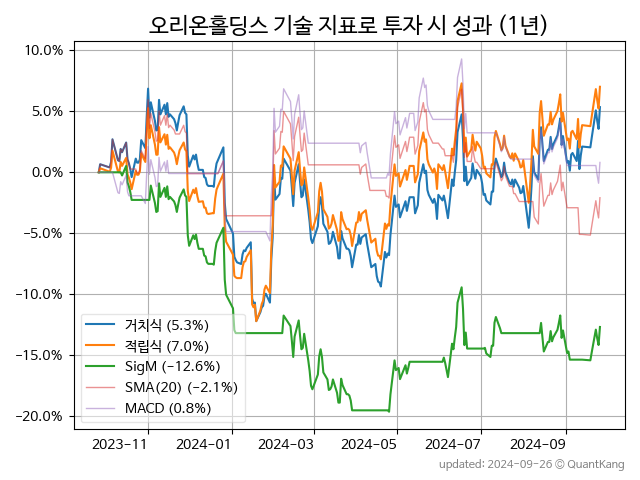 오리온홀딩스 기술 지표로 투자 시 성과 (1년)
10.0%
5.0%
0.0%
−5.0%
−10.0%
−15.0%
−20.0%
거치식 (5.3%)
적립식 (7.0%)
SigM (−12.6%)
SMA(20) (−2.1%)
MACD (0.8%)
2023−11 2024−01 2024−03 2024−05 2024−07 2024−09
updated: 2024−09−26 © QuantKang